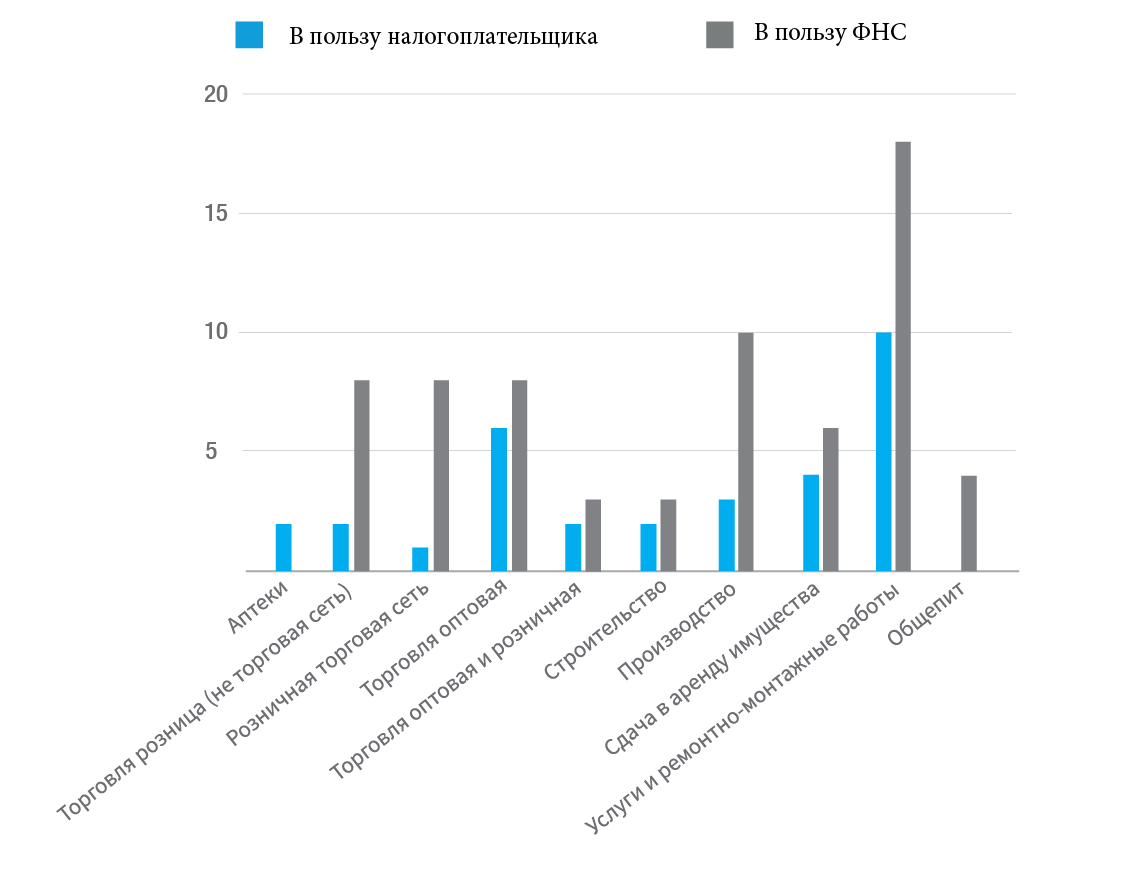 В пользу налогоплательщика
В пользу ФНС
20
15
10
5
Аптеки
Торговля розница (не торговая сеть)
Розничная торговая сеть
Торговля оптовая
Торговля оптовая и розничная
Строительство
Производство
Сдача в аренду имущества
Услуги и ремонтно-монтажные работы
Общепит